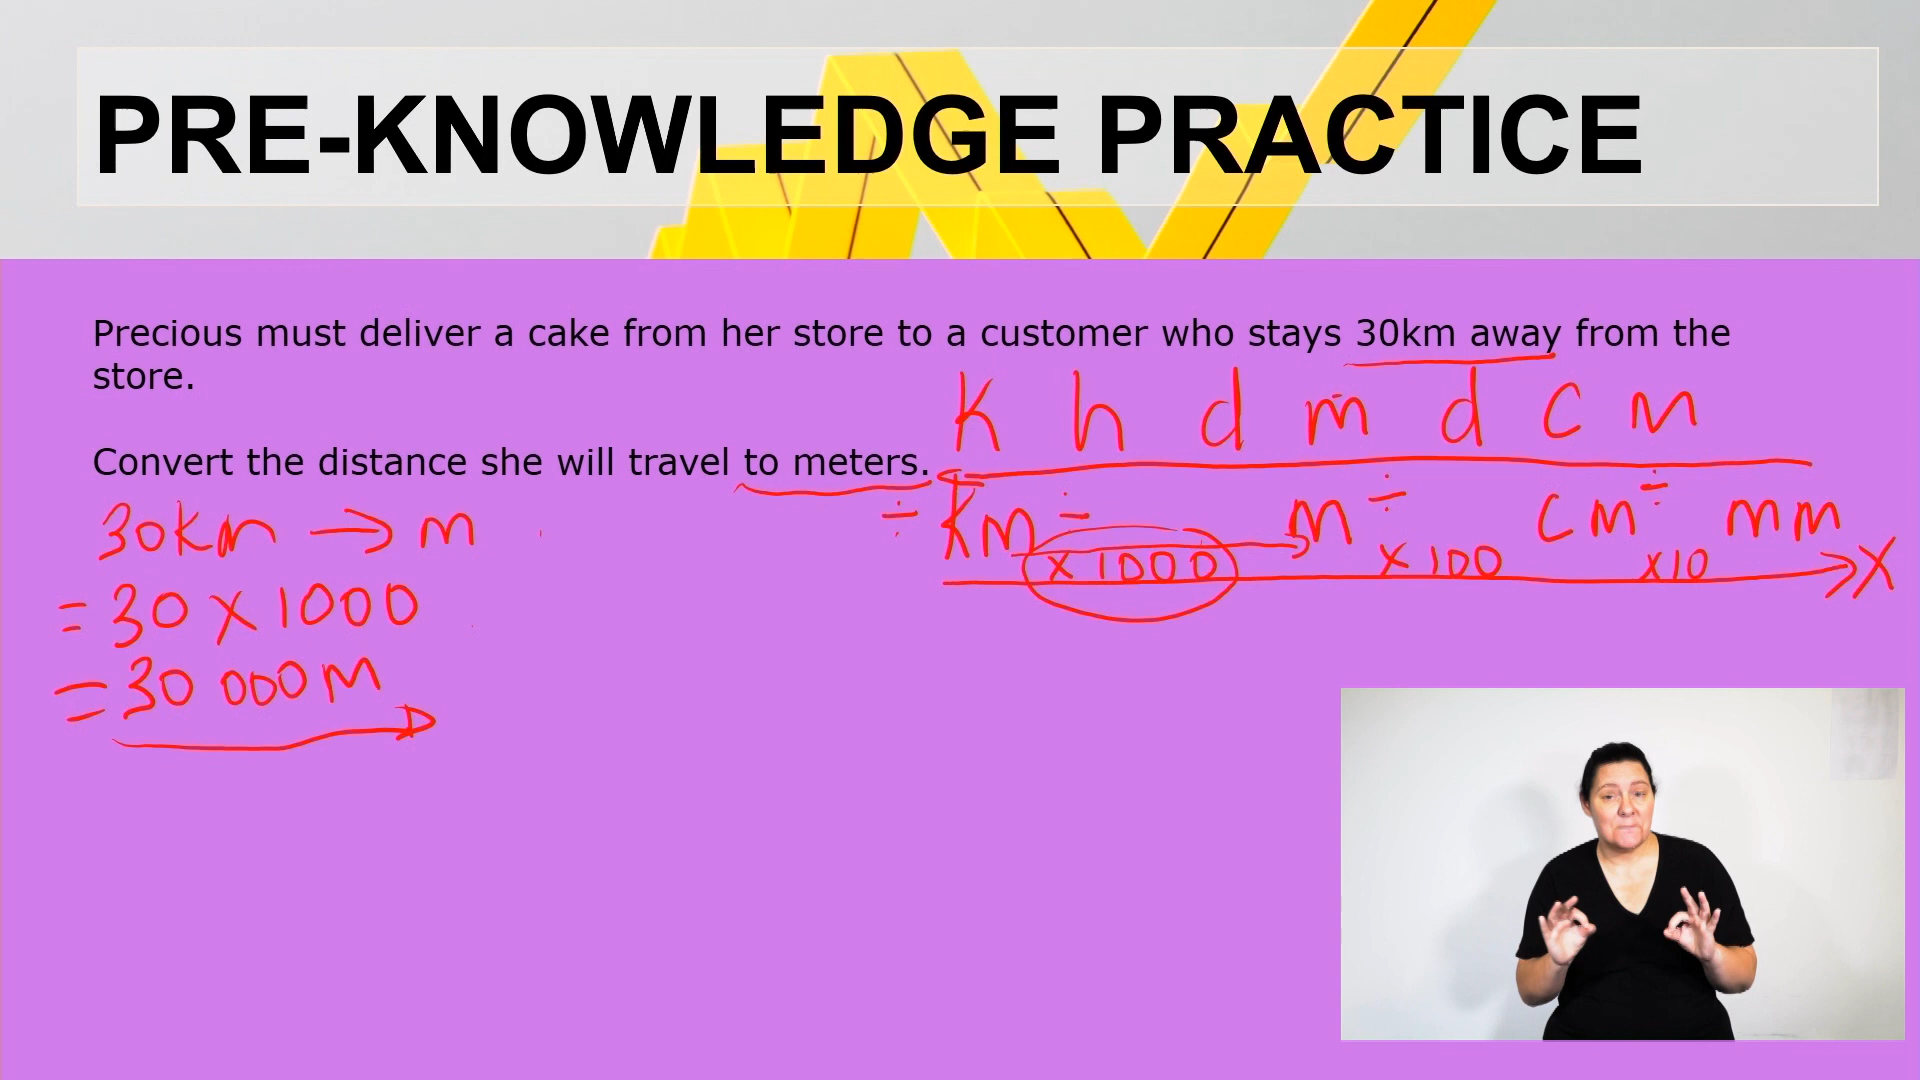 PRE-KNOWLEDGE PRACTICE
Precious must deliver a cake from her store to a customer who stays 30km away from the
store.
K h d m d c m
Convert the distance she will travel to meters.
÷ Km ÷ m ÷ cm ÷ mm
x 1000 x 100 x10 x
30km → m
= 30 x 1000
= 30 000m